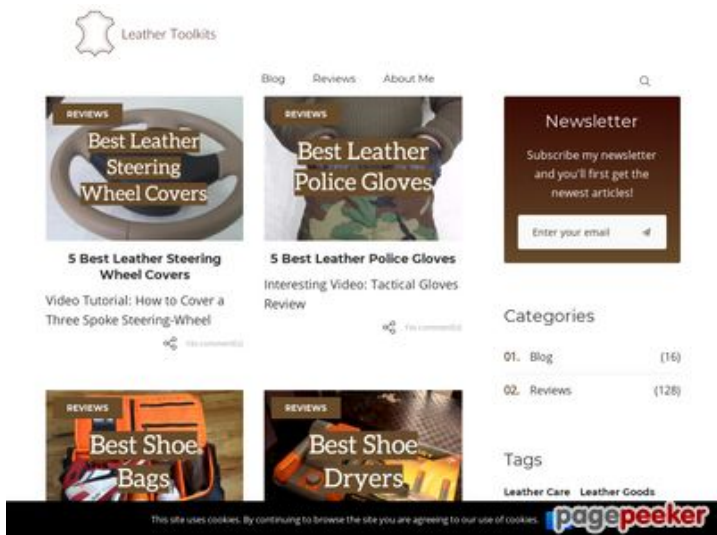 Leather Toolkits
Blog Reviews About Me
REVIEWS
Best Leather
Steering
Wheel Covers
5 Best Leather Steering
Wheel Covers
Video Tutorial: How to Cover a
Three Spoke Steering-Wheel
No comment(s)
REVIEWS
Best Leather
Police Gloves
5 Best Leather Police Gloves
Interesting Video: Tactical Gloves
Review
No comment(s)
REVIEWS
Best Shoe
Bags
REVIEWS
Best Shoe
Dryers
Newsletter
Subscribe my newsletter
and you'll first get the
newest articles!
Enter your email
Categories
01. Blog (16)
02. Reviews (128)
Tags
Leather Care Leather Goods
This site uses cookies. By continuing to browse the site you are agreeing to our use of cookies.
pagepeeker